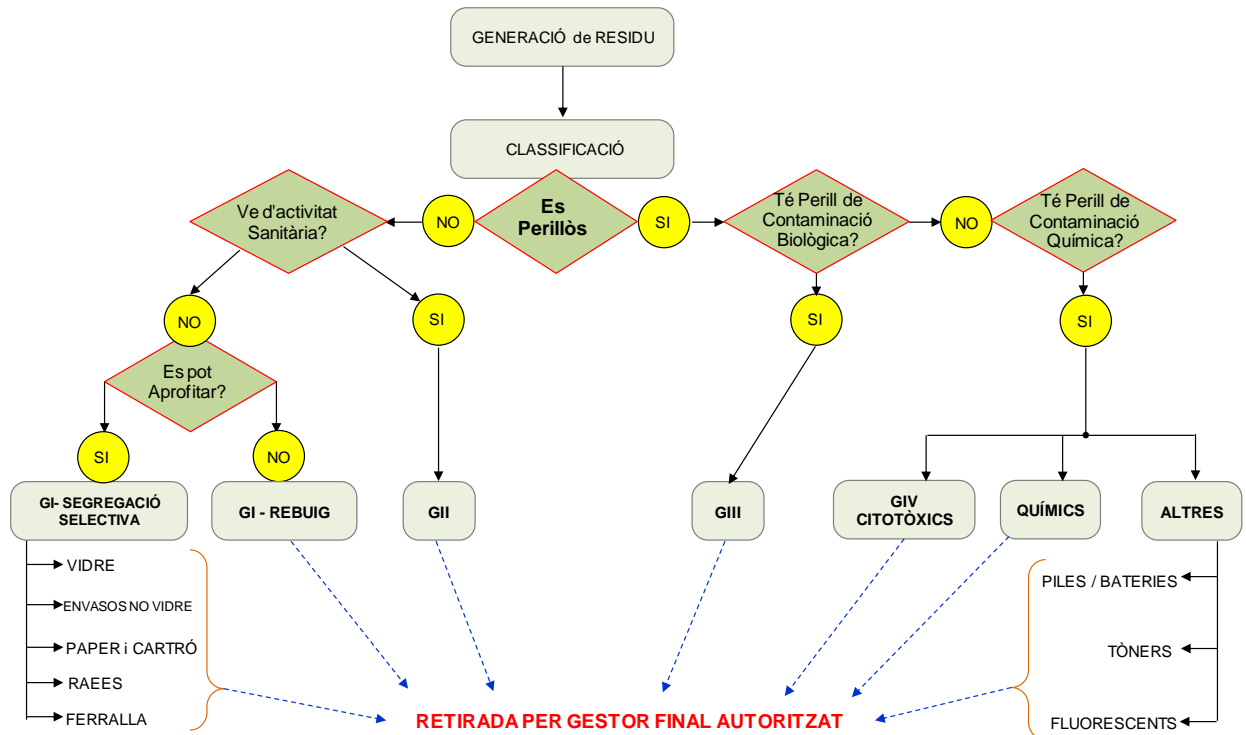 GENERACIÓ de RESIDU
CLASSIFICACIÓ
Ve d'activitat
Sanitària?
NO
Es
Perillòs
SI
Té Perill de
Contaminació
Biològica?
NO
Té Perill de
Contaminació
Química?
NO
SI
SI
SI
Es pot
Aprofitar?
SI
NO
GI- SEGREGACIÓ
SELECTIVA
GI - REBUIG
GII
GIII
GIV
CITOTÒXICS
QUÍMICS
ALTRES
VIDRE
ENVASOS NO VIDRE
PAPER i CARTRÓ
RAEES
FERRALLA
PILES / BATERIES
TÒNERS
FLUORESCENTS
RETIRADA PER GESTOR FINAL AUTORITZAT